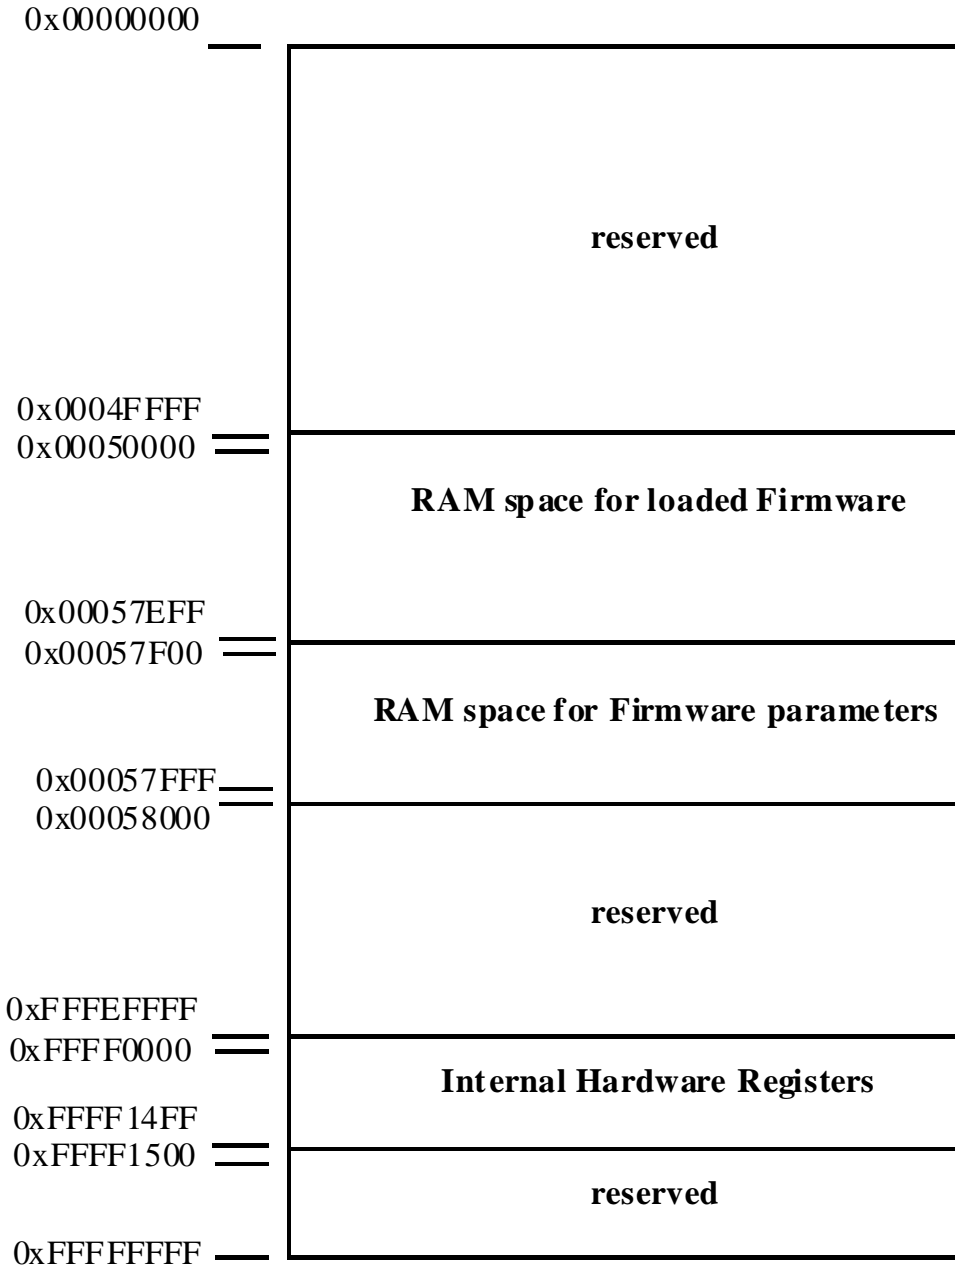 0x00000000
reserved
0x0004FFFF
0x00050000
RAM space for loaded Firmware
0x00057EFF
0x00057F00
RAM space for Firmware parameters
0x00057FFF
0x00058000
reserved
0xFFFEFFFF
0xFFFF0000
Internal Hardware Registers
0xFFFF14FF
0xFFFF1500
reserved
0xFFFFFFFF